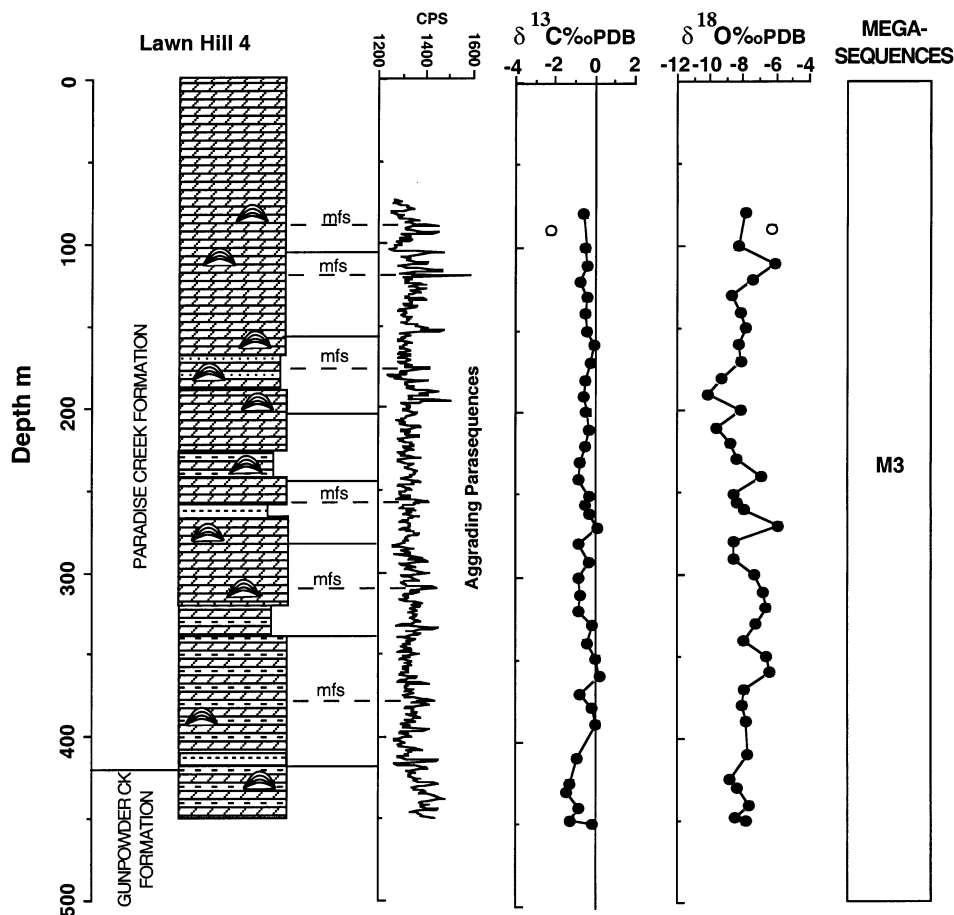 Lawn Hill 4
CPS
1200 1400 1600
δ 13C‰PDB
-4 -2 0 2
δ 18O‰PDB
-12 -10 -8 -6 -4
MEGA-
SEQUENCES
Depth m
0
100
200
300
400
500
PARADISE CREEK FORMATION
GUNPOWDER CK
FORMATION
mfs
mfs
mfs
mfs
mfs
mfs
Aggrading Parasequences
M3